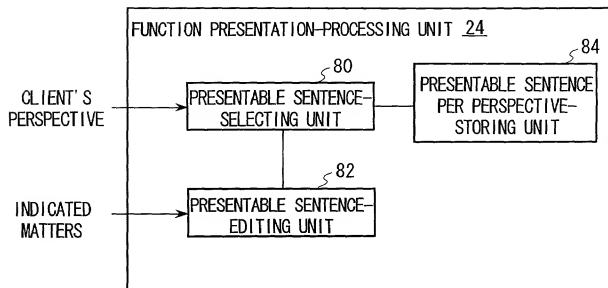 FUNCTION PRESENTATION-PROCESSING UNIT 24
80
84
CLIENT'S
PERSPECTIVE
PRESENTABLE SENTENCE-
SELECTING UNIT
PRESENTABLE SENTENCE
PER PERSPECTIVE-
STORING UNIT
82
INDICATED
MATTERS
PRESENTABLE SENTENCE-
EDITING UNIT